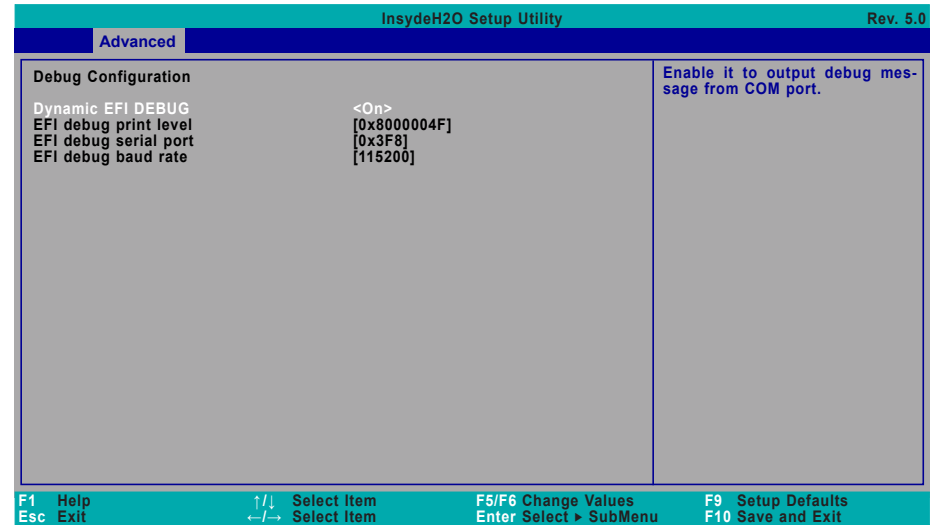 InsydeH2O Setup Utility Rev. 5.0
Advanced
Debug Configuration
Dynamic EFI DEBUG <On>
EFI debug print level [0x8000004F]
EFI debug serial port [0x3F8]
EFI debug baud rate [115200]
Enable it to output debug mes-
sage from COM port.
F1 Help ↑/↓ Select Item F5/F6 Change Values F9 Setup Defaults
Esc Exit ←/→ Select Item Enter Select ▶ SubMenu F10 Save and Exit